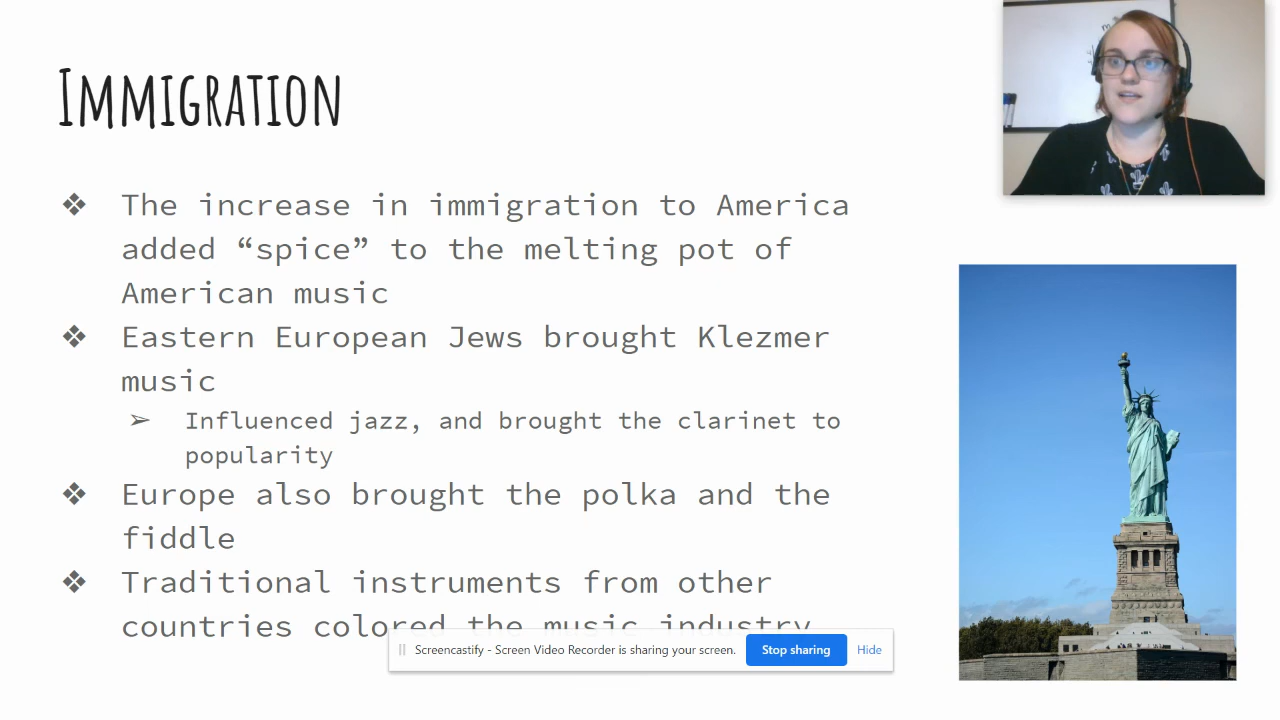 Immigration
❖ The increase in immigration to America
added “spice” to the melting pot of
American music
❖ Eastern European Jews brought Klezmer
music
➢ Influenced jazz, and brought the clarinet to
popularity
❖ Europe also brought the polka and the
fiddle
❖ Traditional instruments from other
countries colored the music industry
Screencastify - Screen Video Recorder is sharing your screen. Stop sharing Hide